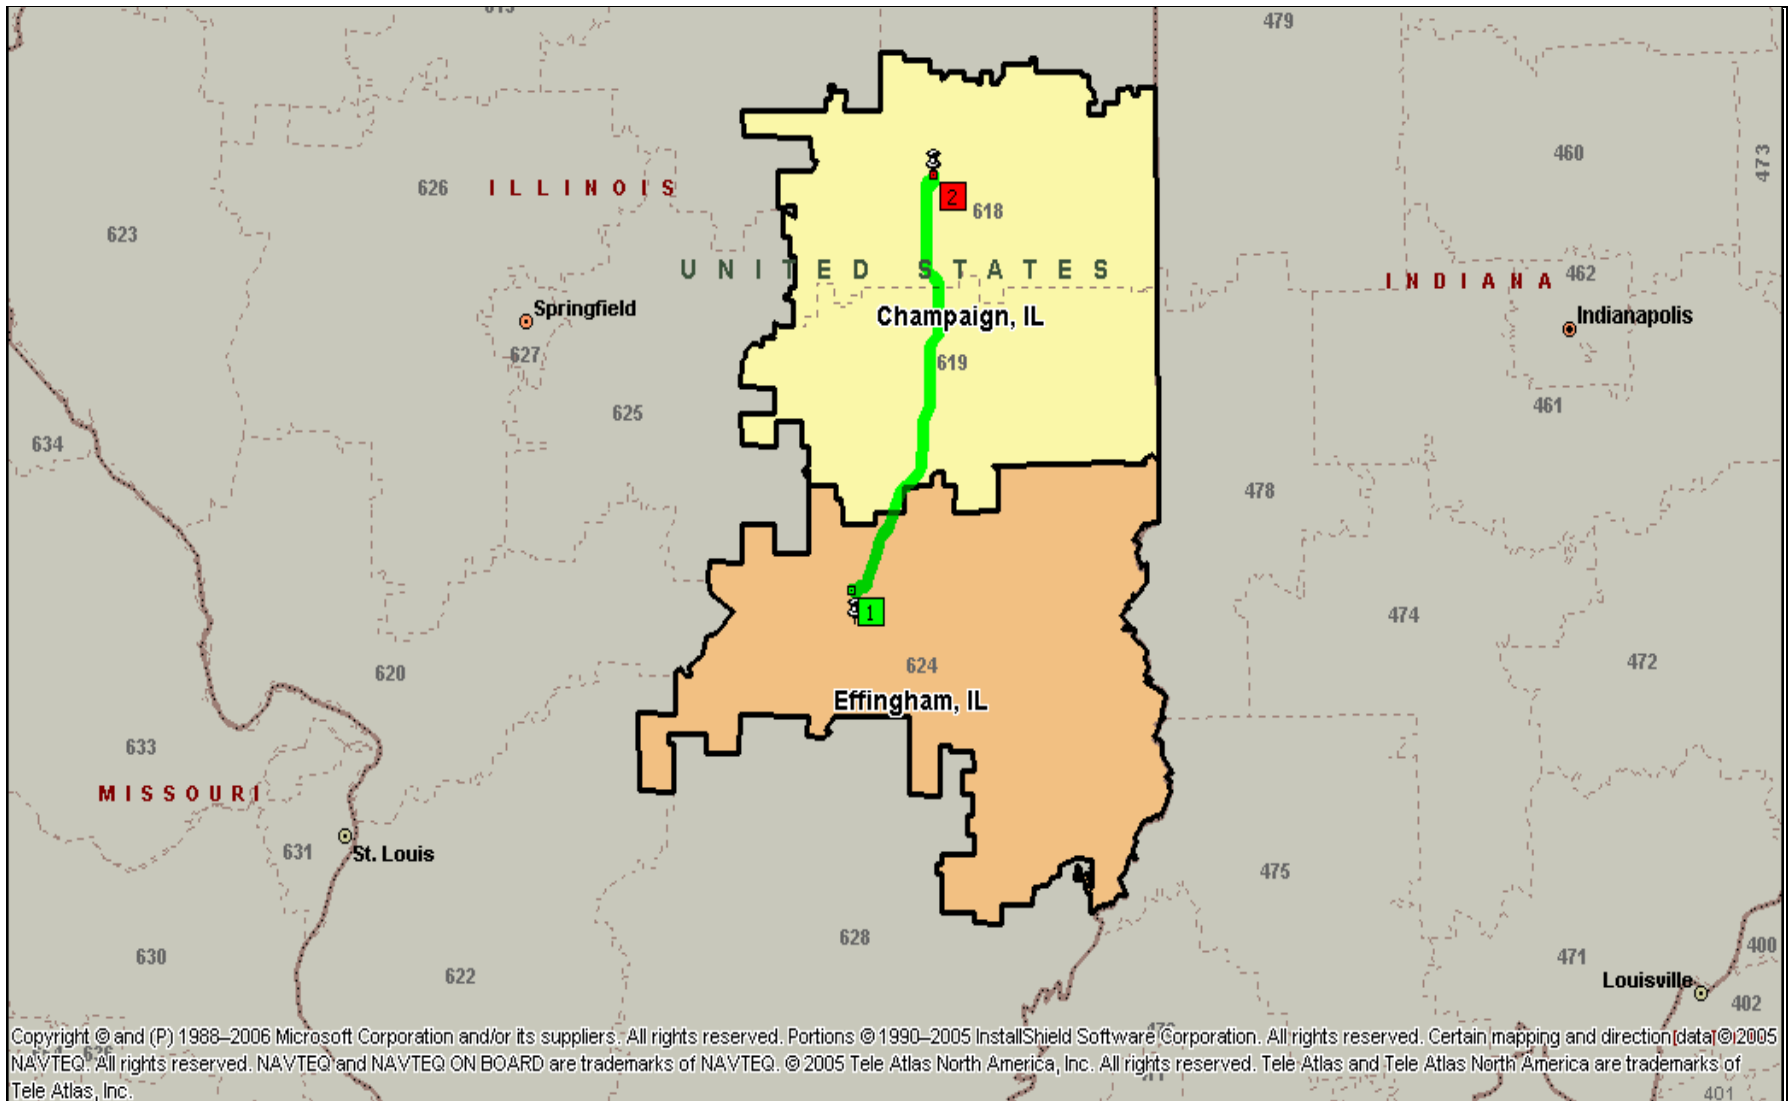 479
460
473
626
I L L I N O I S
2
618
623
U N I T E D S T A T E S
462
I N D I A N A
Springfield
Champaign, IL
Indianapolis
627
619
461
625
634
478
1
474
624
472
620
Effingham, IL
633
M I S S O U R I
631
St. Louis
475
628
630
622
471
400
Louisville
402
Copyright © and (P) 1988–2006 Microsoft Corporation and/or its suppliers. All rights reserved. Portions © 1990–2005 InstallShield Software Corporation. All rights reserved. Certain mapping and direction data © 2005
NAVTEQ. All rights reserved. NAVTEQ and NAVTEQ ON BOARD are trademarks of NAVTEQ. © 2005 Tele Atlas North America, Inc. All rights reserved. Tele Atlas and Tele Atlas North America are trademarks of
Tele Atlas, Inc.
401